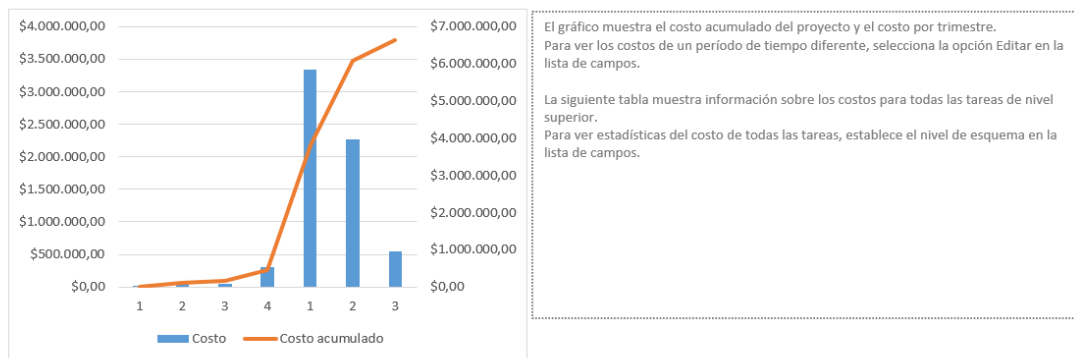 $4.000.000,00
$3.500.000,00
$3.000.000,00
$2.500.000,00
$2.000.000,00
$1.500.000,00
$1.000.000,00
$500.000,00
$0,00
$7.000.000,00
$6.000.000,00
$5.000.000,00
$4.000.000,00
$3.000.000,00
$2.000.000,00
$1.000.000,00
$0,00
1 2 3 4 1 2 3
Costo Costo acumulado
El gráfico muestra el costo acumulado del proyecto y el costo por trimestre.
Para ver los costos de un período de tiempo diferente, selecciona la opción Editar en la
lista de campos.
La siguiente tabla muestra información sobre los costos para todas las tareas de nivel
superior.
Para ver estadísticas del costo de todas las tareas, establece el nivel de esquema en la
lista de campos.